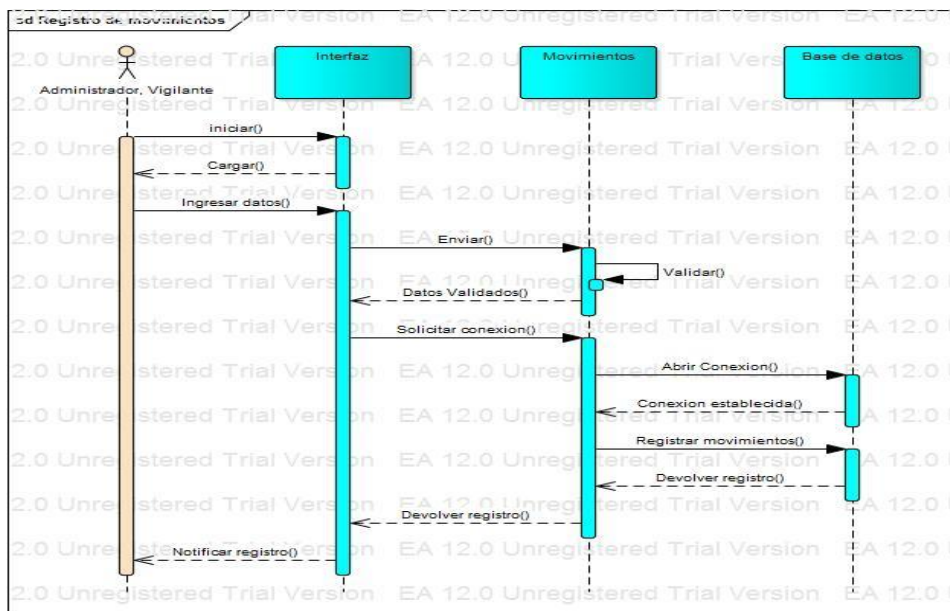 sd Registro de movimientos
Interfaz
Movimientos
Base de datos
Administrador, Vigilante
iniciar()
Cargar()
Ingresar datos()
Enviar()
Validar()
Datos Validados()
Solicitar conexion()
Abrir Conexion()
Conexion establecida()
Registrar movimientos()
Devolver registro()
Devolver registro()
Notificar registro()
EA 12.0 Unregistered Trial Version